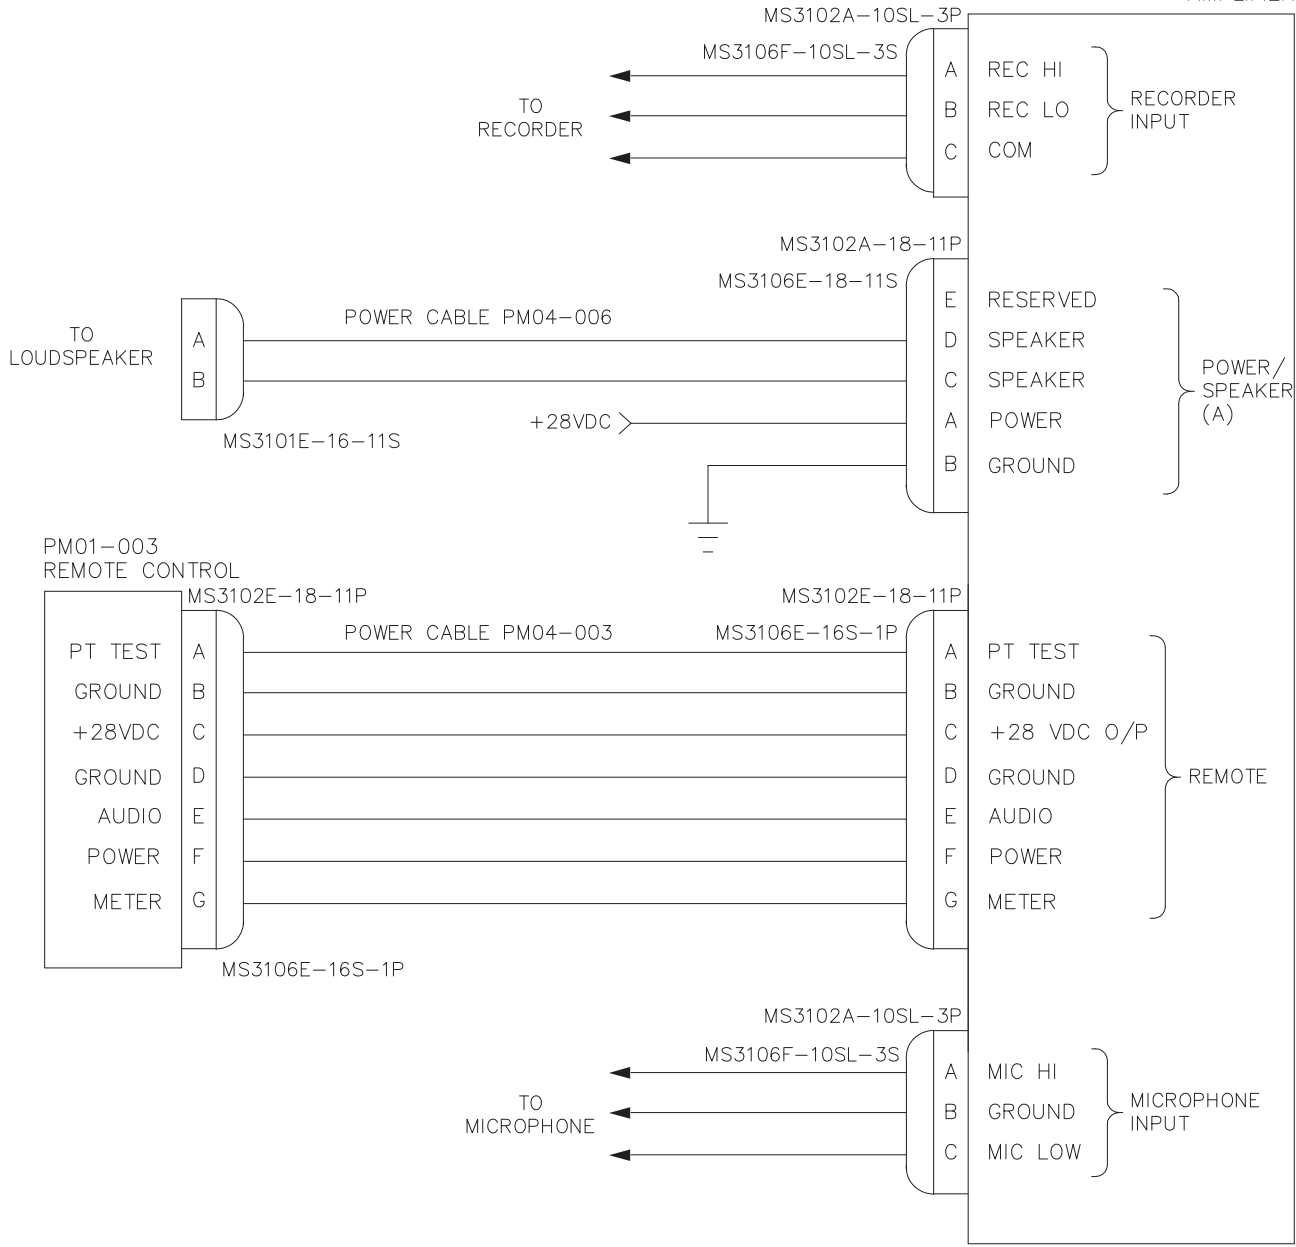 MS3102A-10SL-3P
MS3106F-10SL-3S
A REC HI
B REC LO
C COM
RECORDER
INPUT
TO
RECORDER
MS3102A-18-11P
MS3106E-18-11S
E RESERVED
D SPEAKER
C SPEAKER
A POWER
B GROUND
POWER/
SPEAKER
(A)
TO
LOUDSPEAKER
A
B
POWER CABLE PM04-006
+28VDC
MS3101E-16-11S
PM01-003
REMOTE CONTROL
MS3102E-18-11P
MS3102E-18-11P
POWER CABLE PM04-003
MS3106E-16S-1P
PT TEST A
GROUND B
+28VDC C
GROUND D
AUDIO E
POWER F
METER G
A PT TEST
B GROUND
C +28 VDC O/P
D GROUND
E AUDIO
F POWER
G METER
REMOTE
MS3106E-16S-1P
MS3102A-10SL-3P
MS3106F-10SL-3S
A MIC HI
B GROUND
C MIC LOW
MICROPHONE
INPUT
TO
MICROPHONE